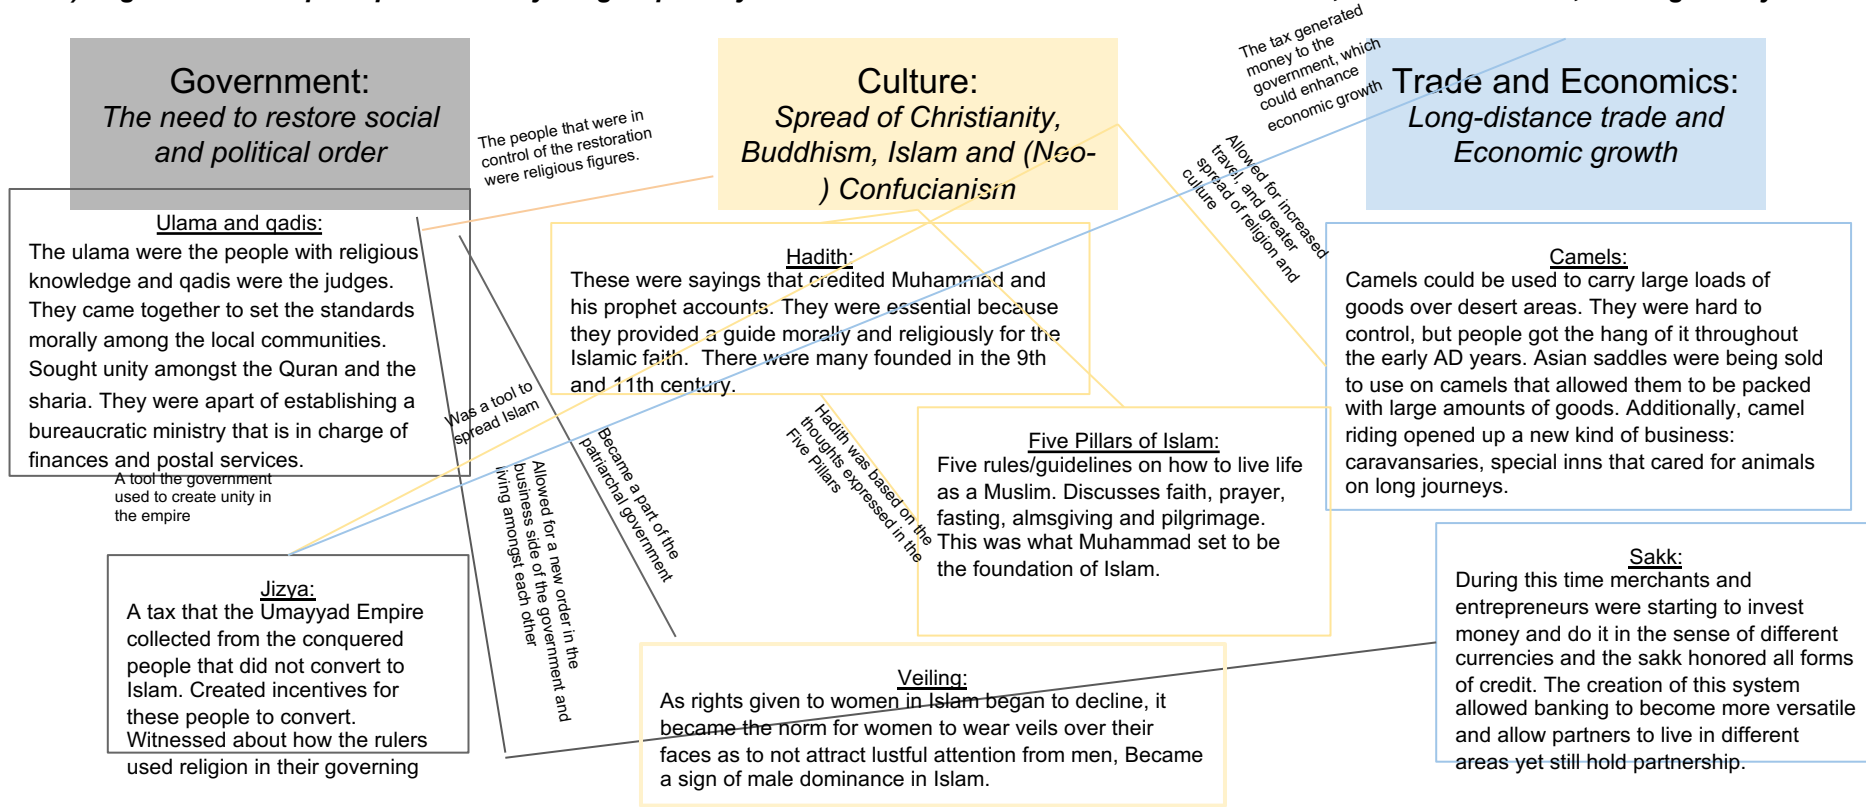 Government:
The need to restore social
and political order
Culture:
Spread of Christianity,
Buddhism, Islam and (Neo-
) Confucianism
Trade and Economics:
Long-distance trade and
Economic growth
The people that were in
control of the restoration
were religious figures.
The tax generated
money to the
government, which
could enhance
economic growth
Allowed for increased
travel, and greater
spread of religion and
culture
Ulama and qadis:
The ulama were the people with religious
knowledge and qadis were the judges.
They came together to set the standards
morally among the local communities.
Sought unity amongst the Quran and the
sharia. They were apart of establishing a
bureaucratic ministry that is in charge of
finances and postal services.
A tool the government
used to create unity in
the empire
Jizya:
A tax that the Umayyad Empire
collected from the conquered
people that did not convert to
Islam. Created incentives for
these people to convert.
Witnessed about how the rulers
used religion in their governing
Was a tool to
spread Islam
Became a part of the
patriarchal government
Allowed for a new order in the
business side of the government and
living amongst each other
Hadith:
These were sayings that credited Muhammad and
his prophet accounts. They were essential because
they provided a guide morally and religiously for the
Islamic faith.  There were many founded in the 9th
and 11th century.
Hadith was based on the
thoughts expressed in the
Five Pillars
Five Pillars of Islam:
Five rules/guidelines on how to live life
as a Muslim. Discusses faith, prayer,
fasting, almsgiving and pilgrimage.
This was what Muhammad set to be
the foundation of Islam.
Veiling:
As rights given to women in Islam began to decline, it
became the norm for women to wear veils over their
faces as to not attract lustful attention from men, Became
a sign of male dominance in Islam.
Camels:
Camels could be used to carry large loads of
goods over desert areas. They were hard to
control, but people got the hang of it throughout
the early AD years. Asian saddles were being sold
to use on camels that allowed them to be packed
with large amounts of goods. Additionally, camel
riding opened up a new kind of business:
caravansaries, special inns that cared for animals
on long journeys.
Sakk:
During this time merchants and
entrepreneurs were starting to invest
money and do it in the sense of different
currencies and the sakk honored all forms
of credit. The creation of this system
allowed banking to become more versatile
and allow partners to live in different
areas yet still hold partnership.